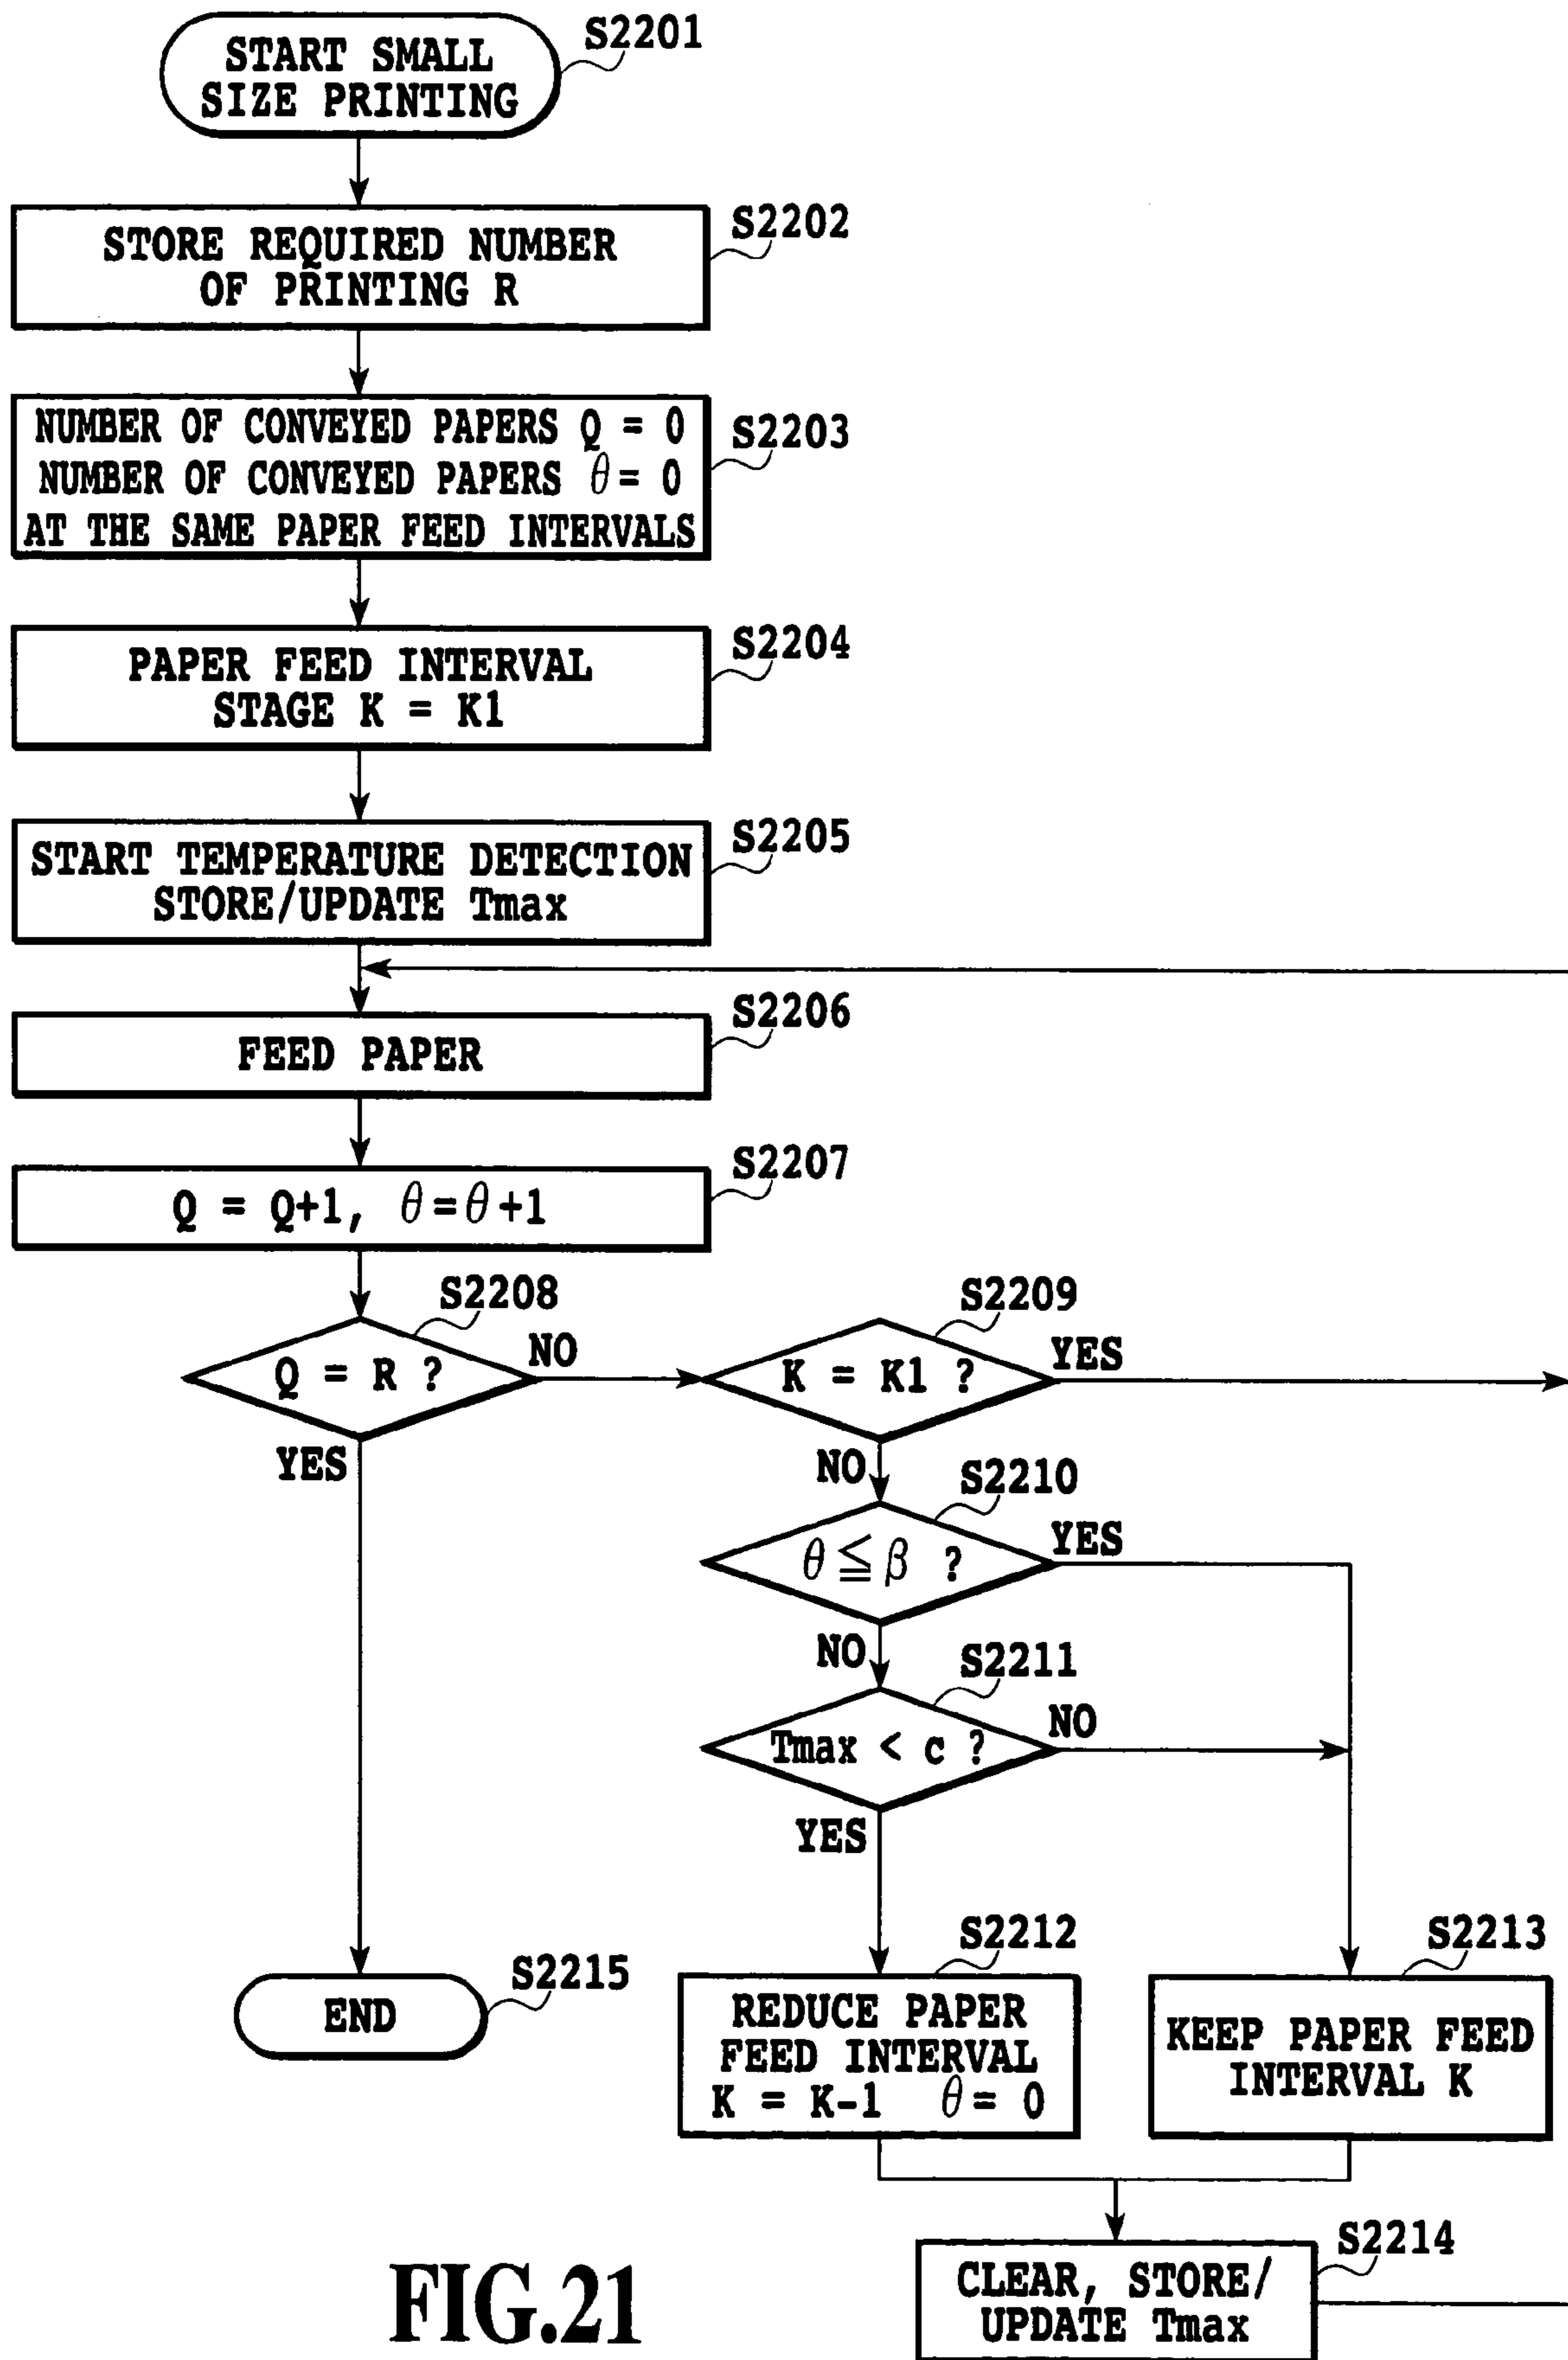 START SMALL
SIZE PRINTING
S2201
STORE REQUIRED NUMBER
OF PRINTING R
S2202
NUMBER OF CONVEYED PAPERS Q = 0
NUMBER OF CONVEYED PAPERS θ = 0
AT THE SAME PAPER FEED INTERVALS
S2203
PAPER FEED INTERVAL
STAGE K = K1
S2204
START TEMPERATURE DETECTION
STORE/UPDATE Tmax
S2205
FEED PAPER
S2206
Q = Q+1, θ = θ +1
S2207
Q = R ?
S2208
NO
YES
K = K1 ?
S2209
YES
NO
θ ≦ β ?
S2210
YES
NO
Tmax < c ?
S2211
NO
YES
END
S2215
REDUCE PAPER
FEED INTERVAL
K = K-1 θ = 0
S2212
KEEP PAPER FEED
INTERVAL K
S2213
CLEAR, STORE/
UPDATE Tmax
S2214
FIG.21